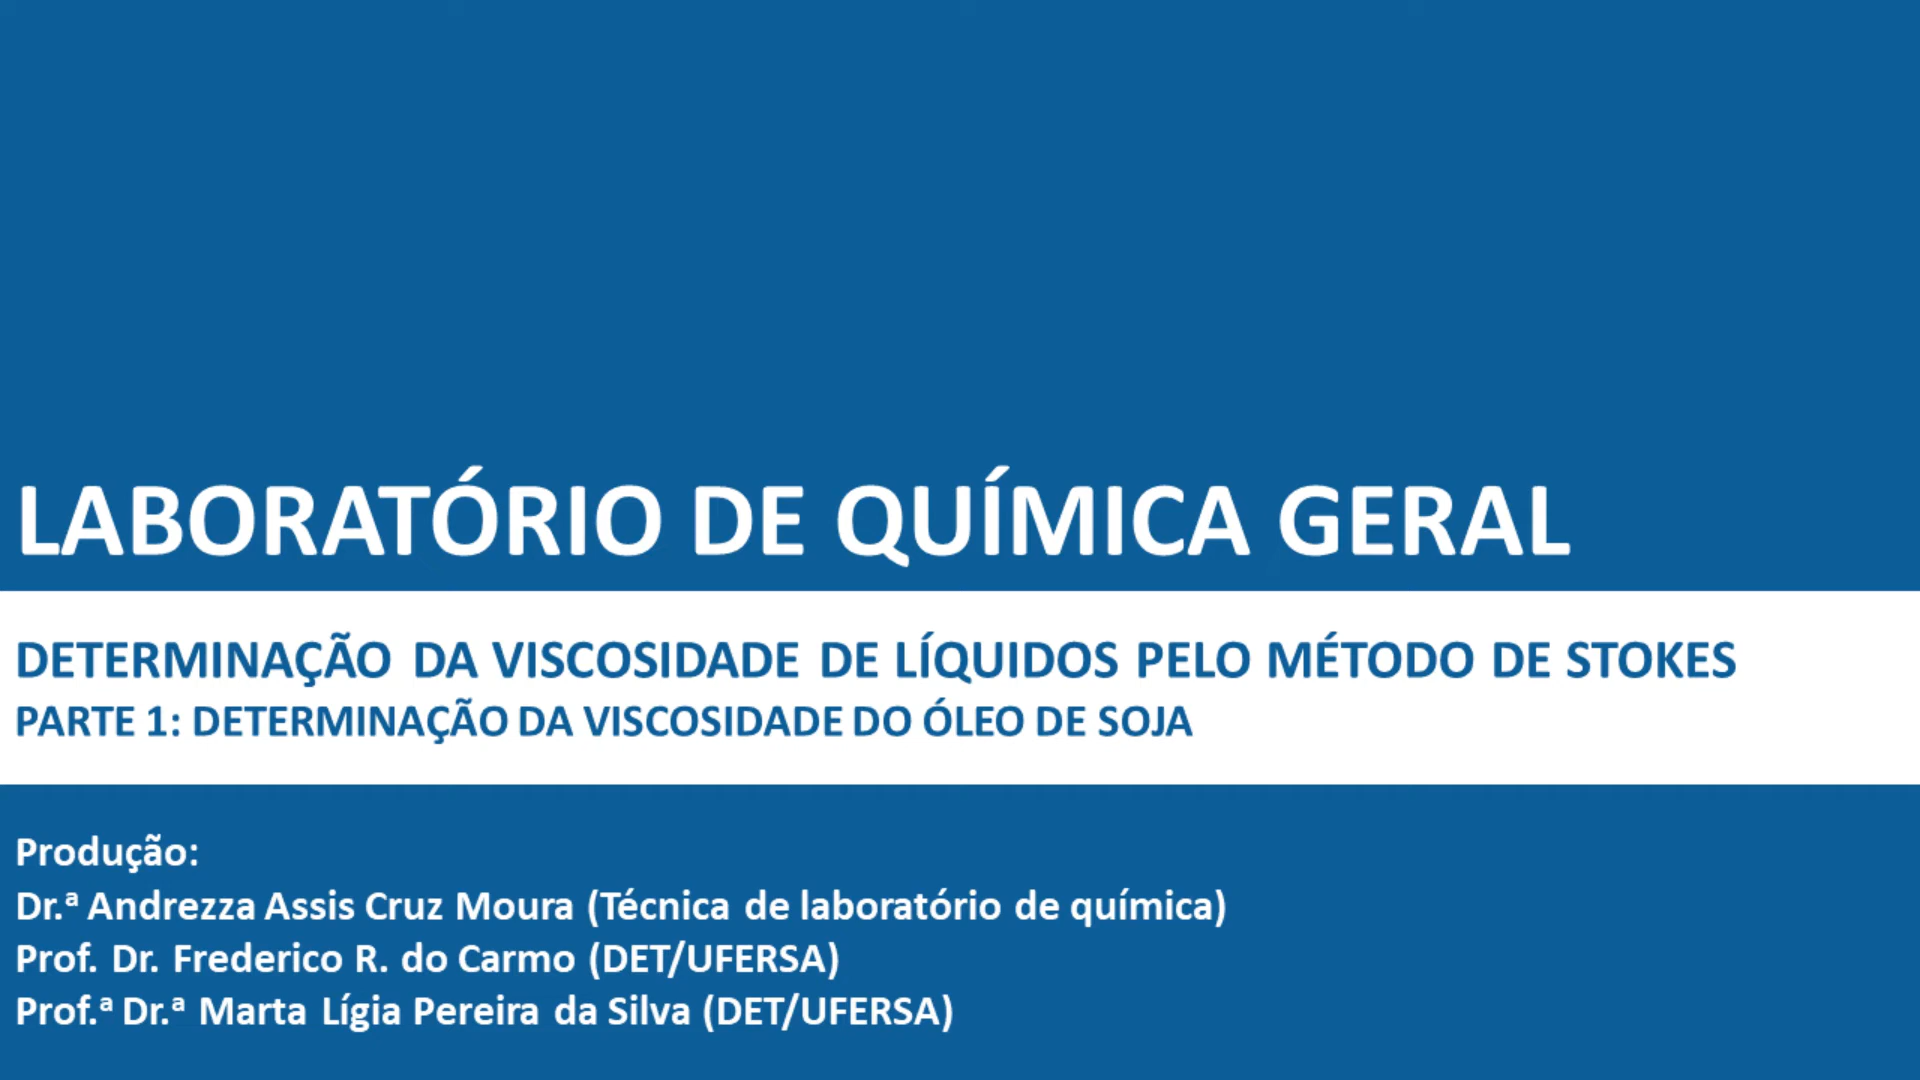 LABORATÓRIO DE QUÍMICA GERAL
DETERMINAÇÃO DA VISCOSIDADE DE LÍQUIDOS PELO MÉTODO DE STOKES
PARTE 1: DETERMINAÇÃO DA VISCOSIDADE DO ÓLEO DE SOJA
Produção:
Dr.ª Andrezza Assis Cruz Moura (Técnica de laboratório de química)
Prof. Dr. Frederico R. do Carmo (DET/UFERSA)
Prof.ª Dr.ª Marta Lígia Pereira da Silva (DET/UFERSA)